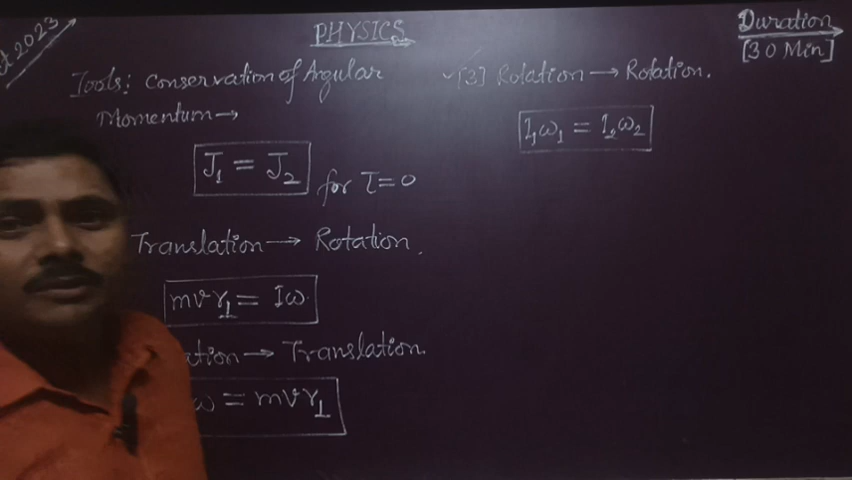 2023
PHYSICS
Duration
[30 Min]
Tools: Conservation of Angular
Momentum→
J₁ = J₂
for τ=0
Translation → Rotation.
mvr⊥ = Iω
→ Translation.
ω = mvr⊥
✓[3] Rotation → Rotation.
I₁ω₁ = I₂ω₂